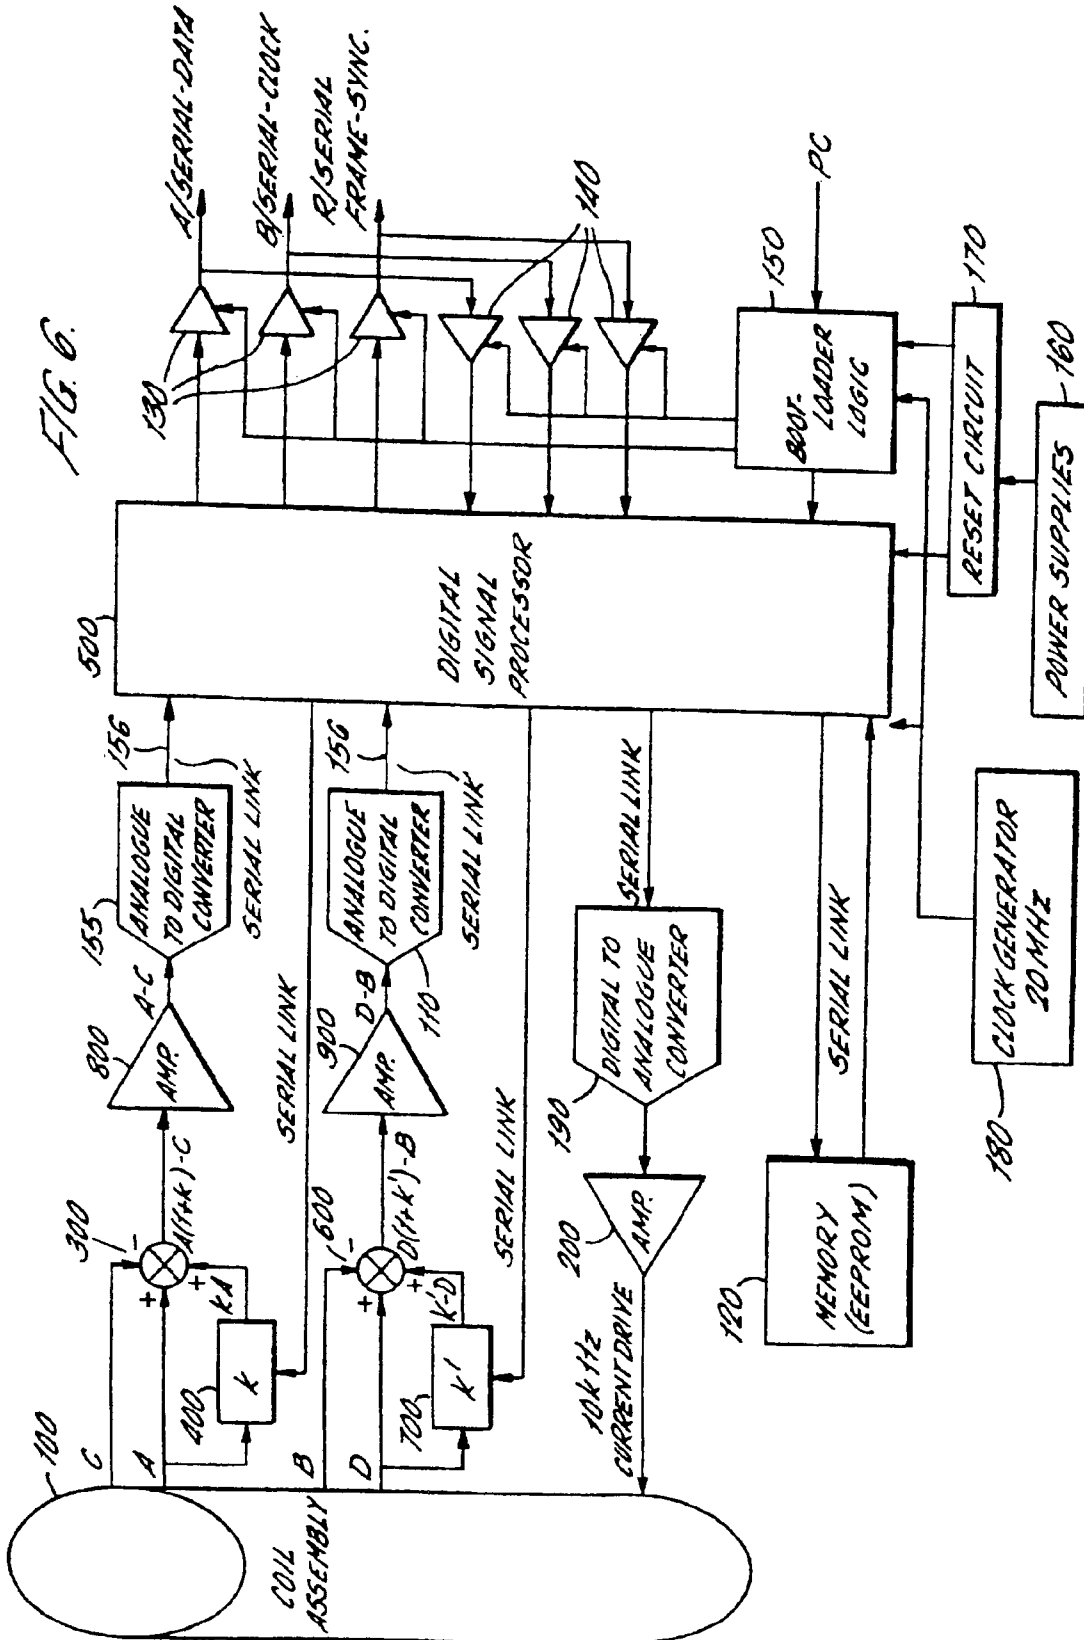 FIG. 6.
100
COIL
ASSEMBLY
C
A
B
D
300
-
+
+
kA
A(1+k)-C
400
k
600
-
+
+
K'-D
D(1+k')-B
700
k'
800
AMP.
A-C
155
ANALOGUE
TO DIGITAL
CONVERTER
156
SERIAL LINK
SERIAL LINK
900
AMP.
D-B
110
ANALOGUE
TO DIGITAL
CONVERTER
156
SERIAL LINK
SERIAL LINK
500
DIGITAL
SIGNAL
PROCESSOR
130
A/SERIAL-DATA
B/SERIAL-CLOCK
R/SERIAL
FRAME-SYNC.
140
PC
150
BOOT-
LOADER
LOGIC
170
RESET CIRCUIT
160
POWER SUPPLIES
10kHz
CURRENT DRIVE
200
AMP.
190
DIGITAL TO
ANALOGUE
CONVERTER
SERIAL LINK
120
MEMORY
(EEPROM)
SERIAL LINK
180
CLOCK GENERATOR
20 MHz